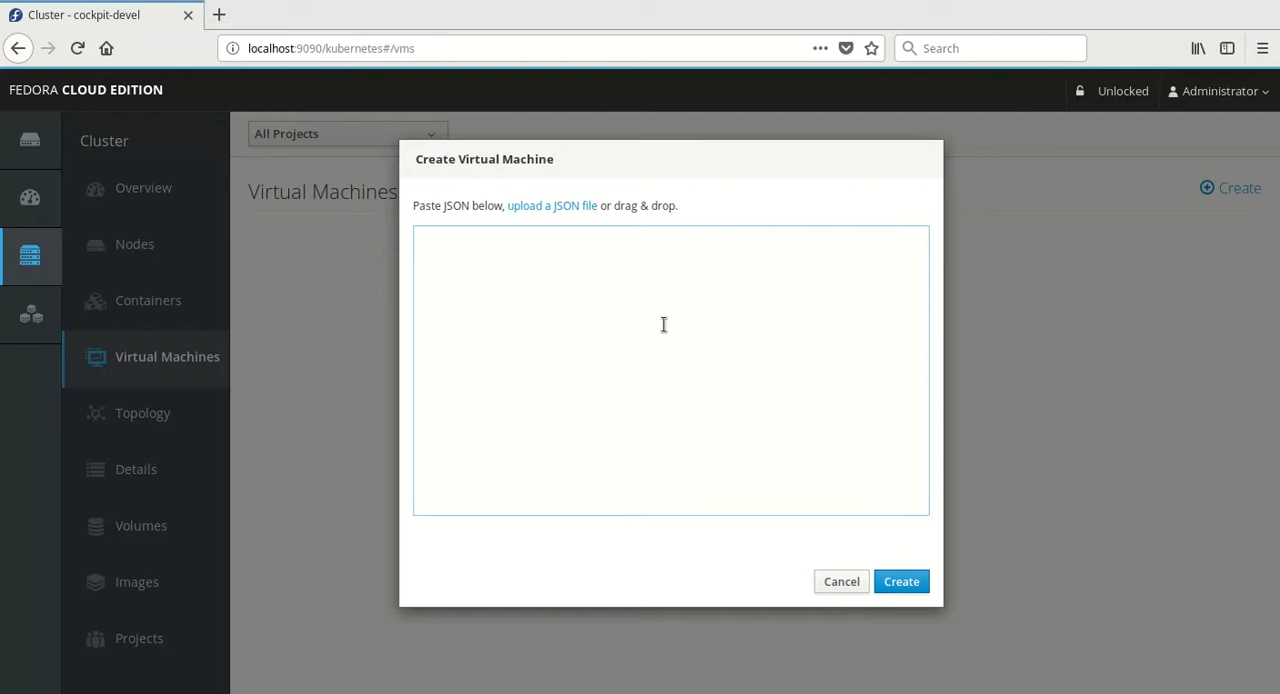 Cluster - cockpit-devel
localhost:9090/kubernetes#/vms
Search
FEDORA CLOUD EDITION
Unlocked
Administrator
Cluster
Overview
Nodes
Containers
Virtual Machines
Topology
Details
Volumes
Images
Projects
All Projects
Virtual Machines
Create
Create Virtual Machine
Paste JSON below, upload a JSON file or drag & drop.
Cancel
Create